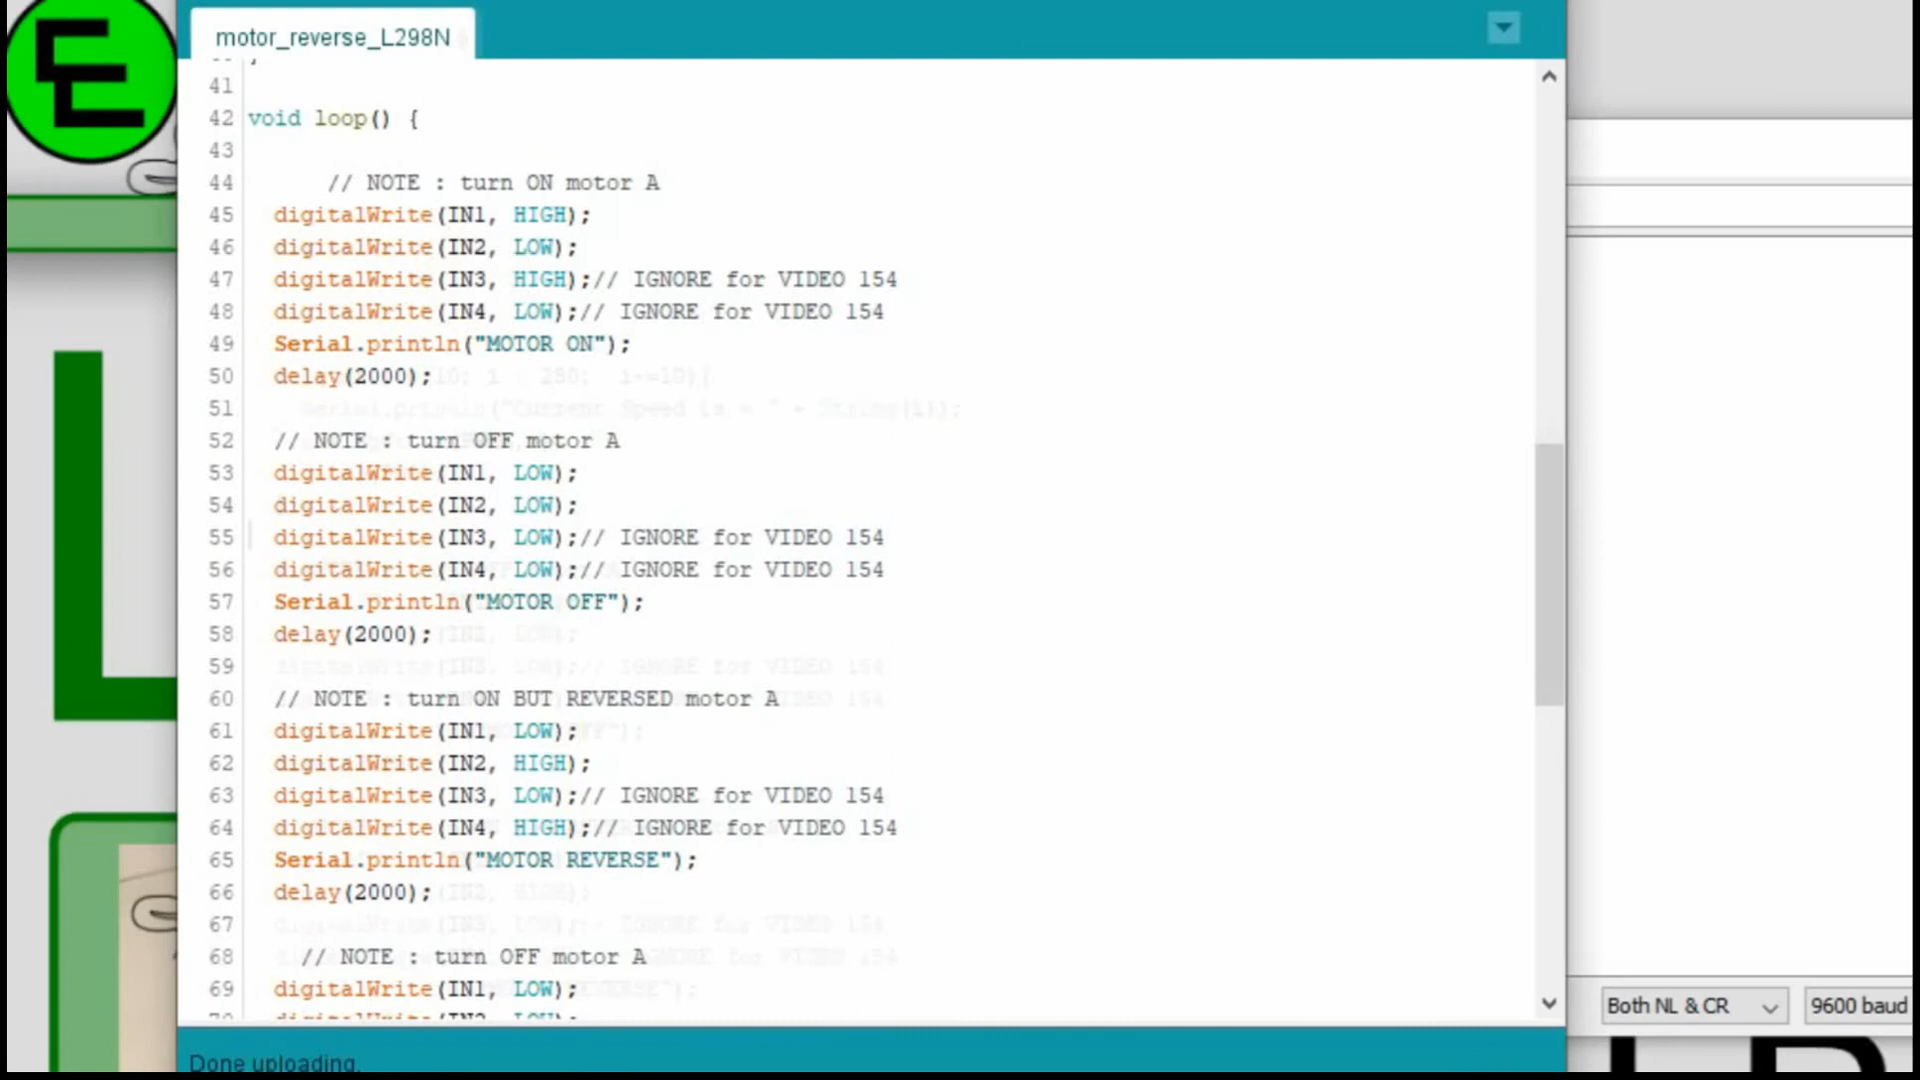 motor_reverse_L298N
41
42 void loop() {
43
44 // NOTE : turn ON motor A
45 digitalWrite(IN1, HIGH);
46 digitalWrite(IN2, LOW);
47 digitalWrite(IN3, HIGH);// IGNORE for VIDEO 154
48 digitalWrite(IN4, LOW);// IGNORE for VIDEO 154
49 Serial.println("MOTOR ON");
50 delay(2000);
51
52 // NOTE : turn OFF motor A
53 digitalWrite(IN1, LOW);
54 digitalWrite(IN2, LOW);
55 digitalWrite(IN3, LOW);// IGNORE for VIDEO 154
56 digitalWrite(IN4, LOW);// IGNORE for VIDEO 154
57 Serial.println("MOTOR OFF");
58 delay(2000);
59
60 // NOTE : turn ON BUT REVERSED motor A
61 digitalWrite(IN1, LOW);
62 digitalWrite(IN2, HIGH);
63 digitalWrite(IN3, LOW);// IGNORE for VIDEO 154
64 digitalWrite(IN4, HIGH);// IGNORE for VIDEO 154
65 Serial.println("MOTOR REVERSE");
66 delay(2000);
67
68 // NOTE : turn OFF motor A
69 digitalWrite(IN1, LOW);
Both NL & CR
9600 baud
Done uploading.